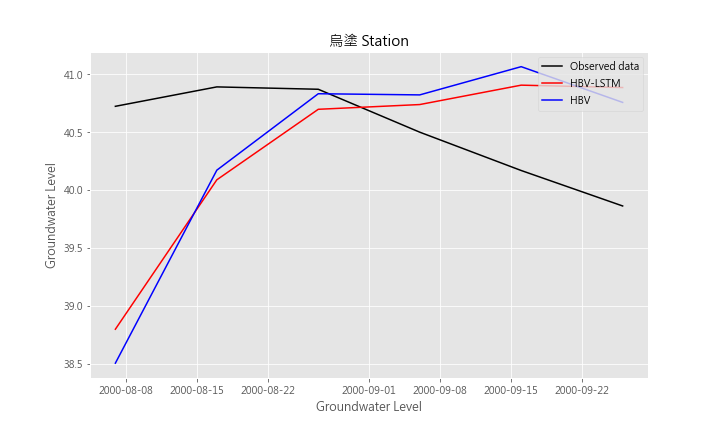 烏塗 Station
Observed data
HBV-LSTM
HBV
Groundwater Level
41.0
40.5
40.0
39.5
39.0
38.5
2000-08-08
2000-08-15
2000-08-22
2000-09-01
2000-09-08
2000-09-15
2000-09-22
Groundwater Level